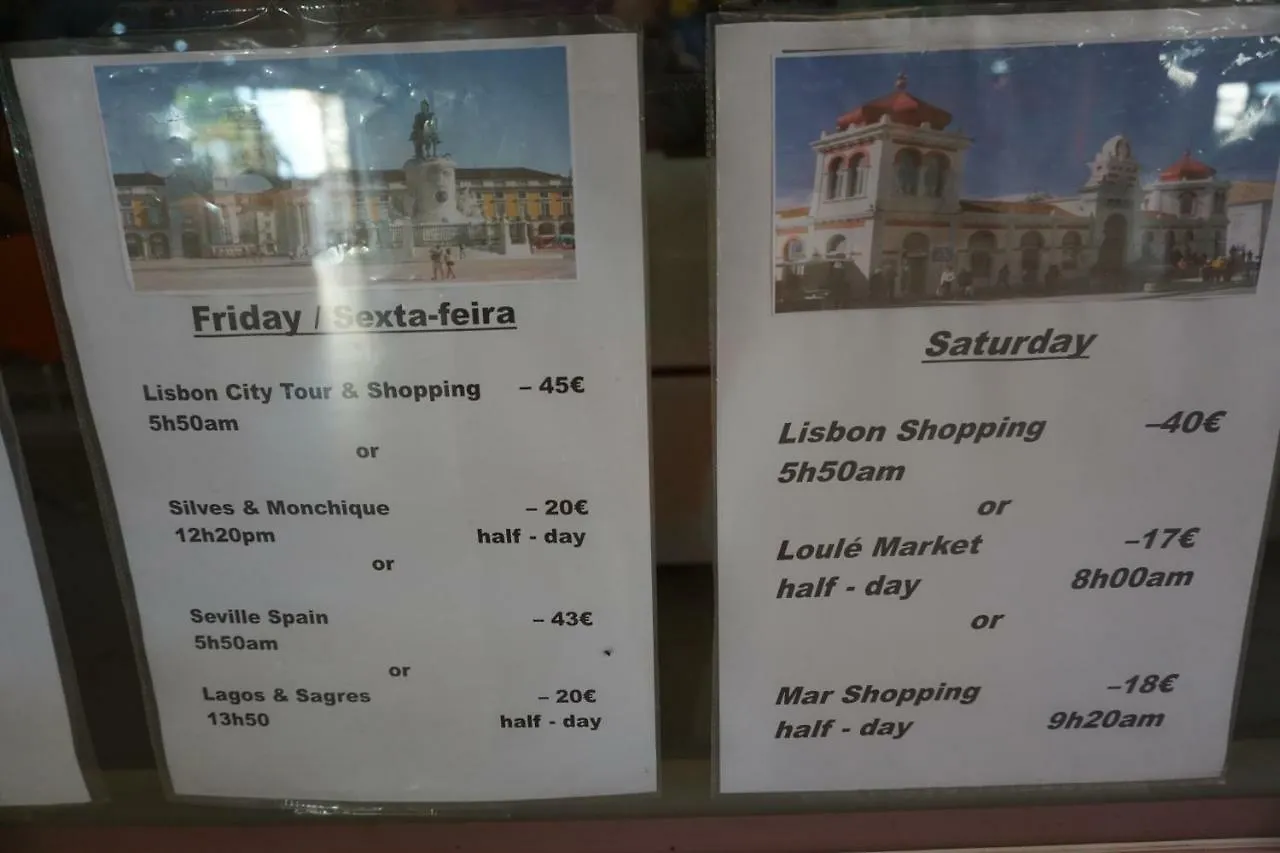 Friday / Sexta-feira
Lisbon City Tour & Shopping – 45€
5h50am
or
Silves & Monchique – 20€
12h20pm half - day
or
Seville Spain – 43€
5h50am
or
Lagos & Sagres – 20€
13h50 half - day
Saturday
Lisbon Shopping –40€
5h50am
or
Loulé Market –17€
half - day 8h00am
or
Mar Shopping –18€
half - day 9h20am